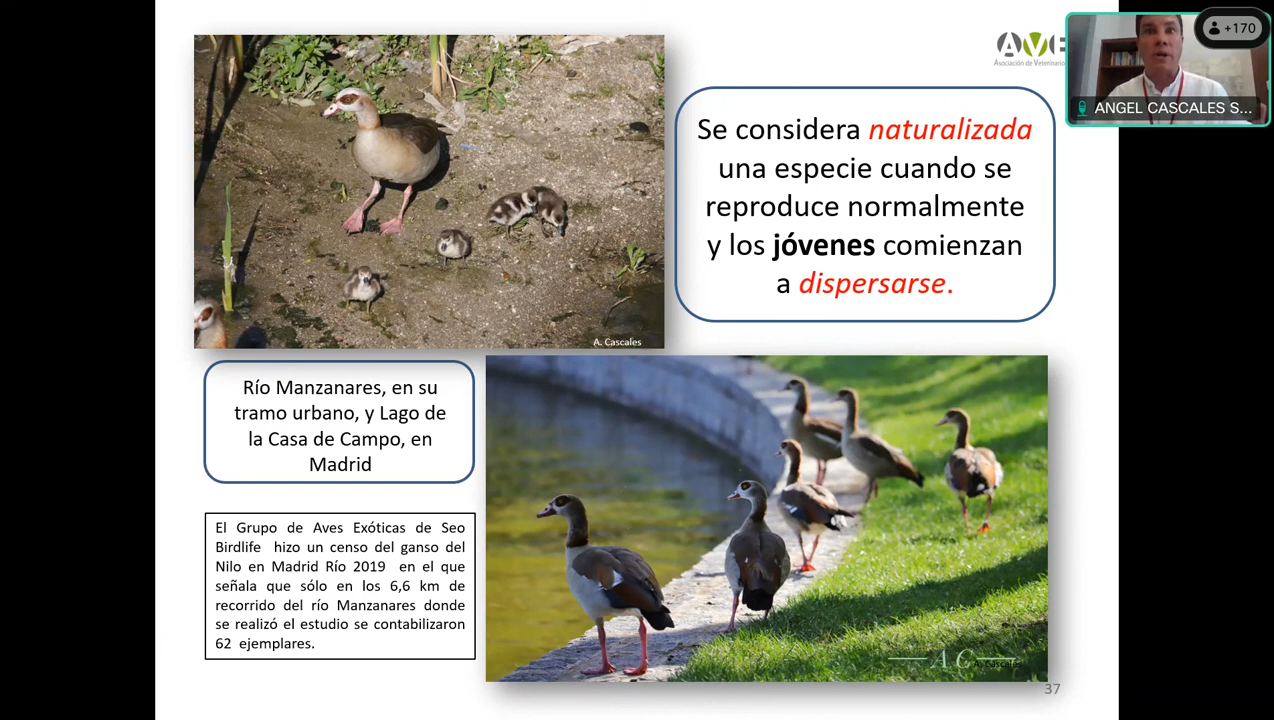 AVE
Asociación de Veterinario
+170
ANGEL CASCALES S...
Se considera naturalizada
una especie cuando se
reproduce normalmente
y los jóvenes comienzan
a dispersarse.
A. Cascales
Río Manzanares, en su
tramo urbano, y Lago de
la Casa de Campo, en
Madrid
El Grupo de Aves Exóticas de Seo
Birdlife hizo un censo del ganso del
Nilo en Madrid Río 2019 en el que
señala que sólo en los 6,6 km de
recorrido del río Manzanares donde
se realizó el estudio se contabilizaron
62 ejemplares.
A C
A. Cascales
37